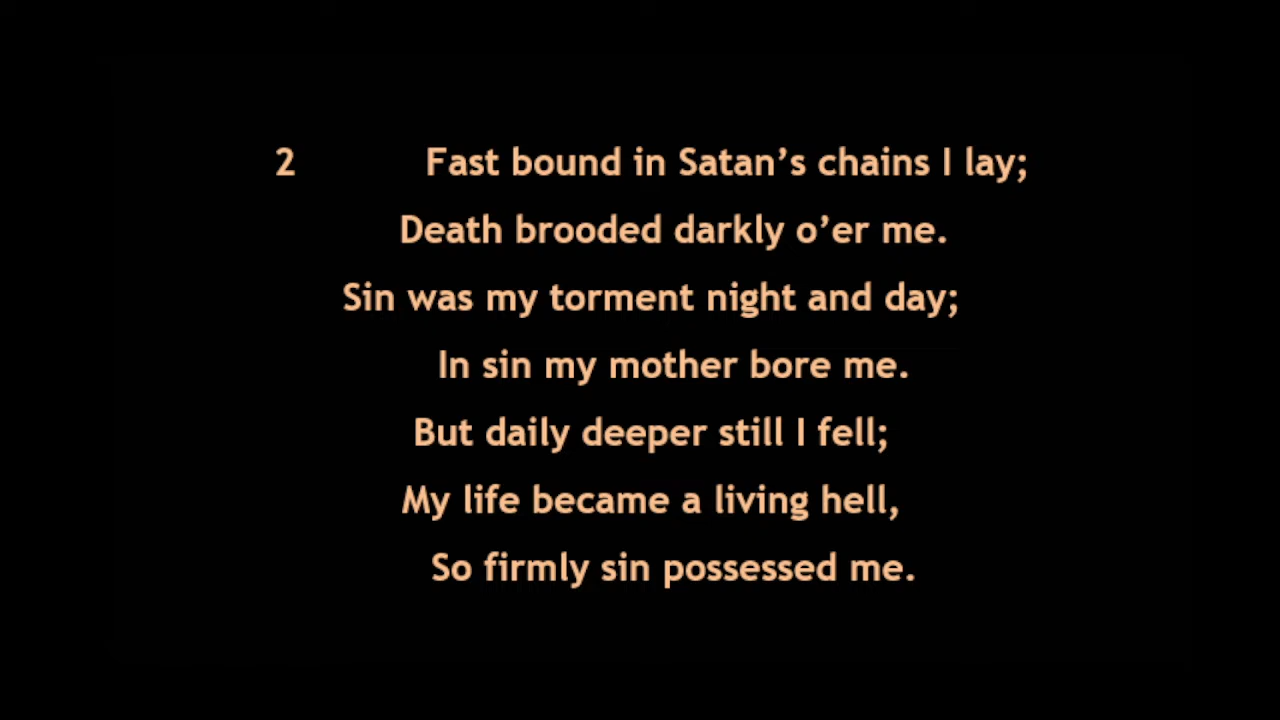 2 Fast bound in Satan’s chains I lay;
Death brooded darkly o’er me.
Sin was my torment night and day;
In sin my mother bore me.
But daily deeper still I fell;
My life became a living hell,
So firmly sin possessed me.